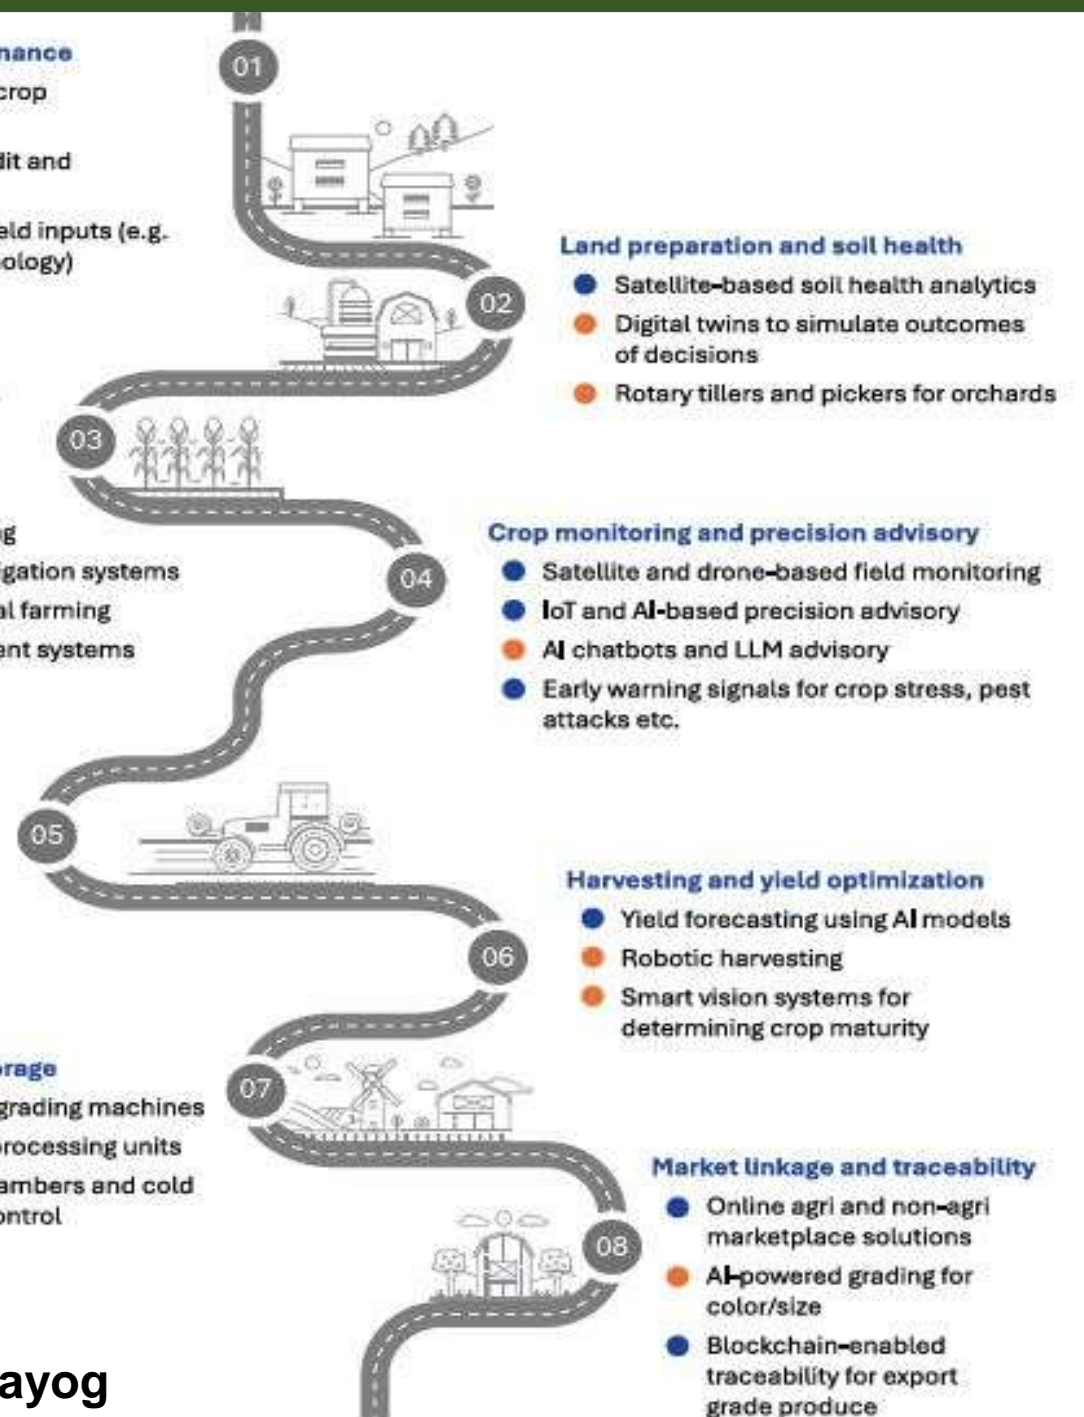 nance
01
crop
dit and
eld inputs (e.g.
ology)
Land preparation and soil health
Satellite-based soil health analytics
Digital twins to simulate outcomes
of decisions
Rotary tillers and pickers for orchards
02
03
g
igation systems
al farming
ent systems
04
Crop monitoring and precision advisory
Satellite and drone-based field monitoring
IoT and AI-based precision advisory
AI chatbots and LLM advisory
Early warning signals for crop stress, pest
attacks etc.
05
Harvesting and yield optimization
Yield forecasting using AI models
Robotic harvesting
Smart vision systems for
determining crop maturity
06
orage
grading machines
processing units
ambers and cold
ontrol
07
Market linkage and traceability
Online agri and non-agri
marketplace solutions
AI-powered grading for
color/size
Blockchain-enabled
traceability for export
grade produce
08
ayog